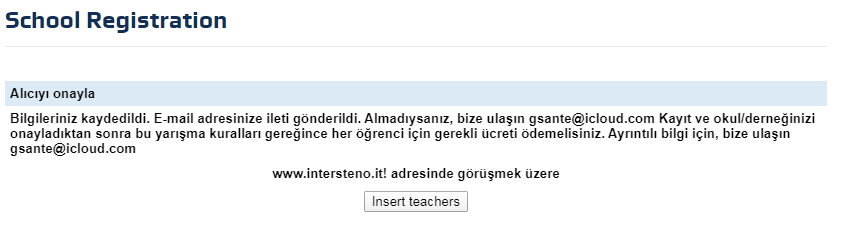 School Registration
Alıcıyı onayla
Bilgileriniz kaydedildi. E-mail adresinize ileti gönderildi. Almadıysanız, bize ulaşın gsante@icloud.com Kayıt ve okul/derneğinizi
onayladıktan sonra bu yarışma kuralları gereğince her öğrenci için gerekli ücreti ödemelisiniz. Ayrıntılı bilgi için, bize ulaşın
gsante@icloud.com
www.intersteno.it! adresinde görüşmek üzere
Insert teachers